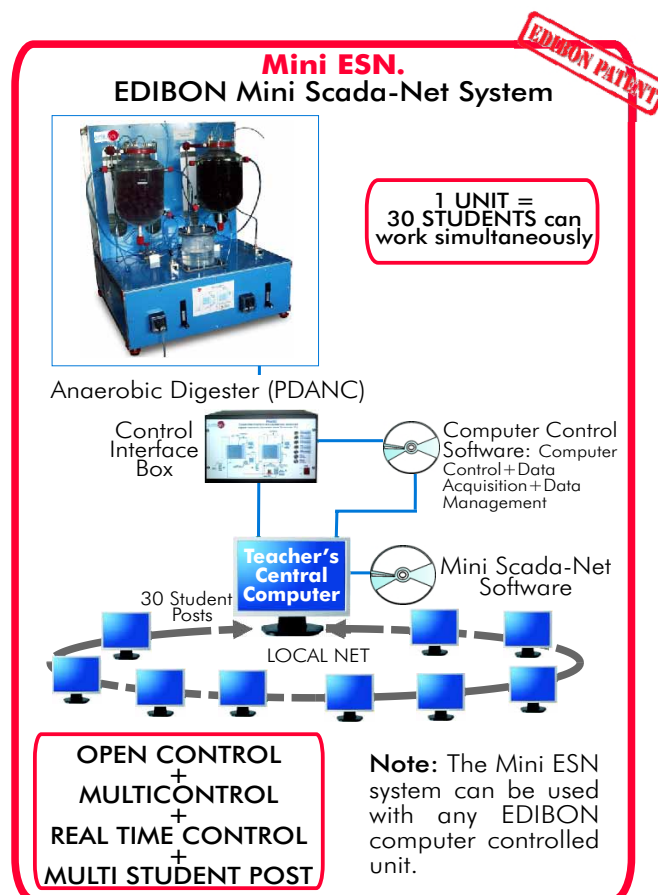 EDIBON PATENT
Mini ESN.
EDIBON Mini Scada-Net System
1 UNIT =
30 STUDENTS can
work simultaneously
Anaerobic Digester (PDANC)
Control
Interface
Box
Computer Control
Software: Computer
Control+Data
Acquisition+Data
Management
Teacher’s
Central
Computer
Mini Scada-Net
Software
30 Student
Posts
LOCAL NET
OPEN CONTROL
+
MULTICONTROL
+
REAL TIME CONTROL
+
MULTI STUDENT POST
Note: The Mini ESN
system can be used
with any EDIBON
computer controlled
unit.